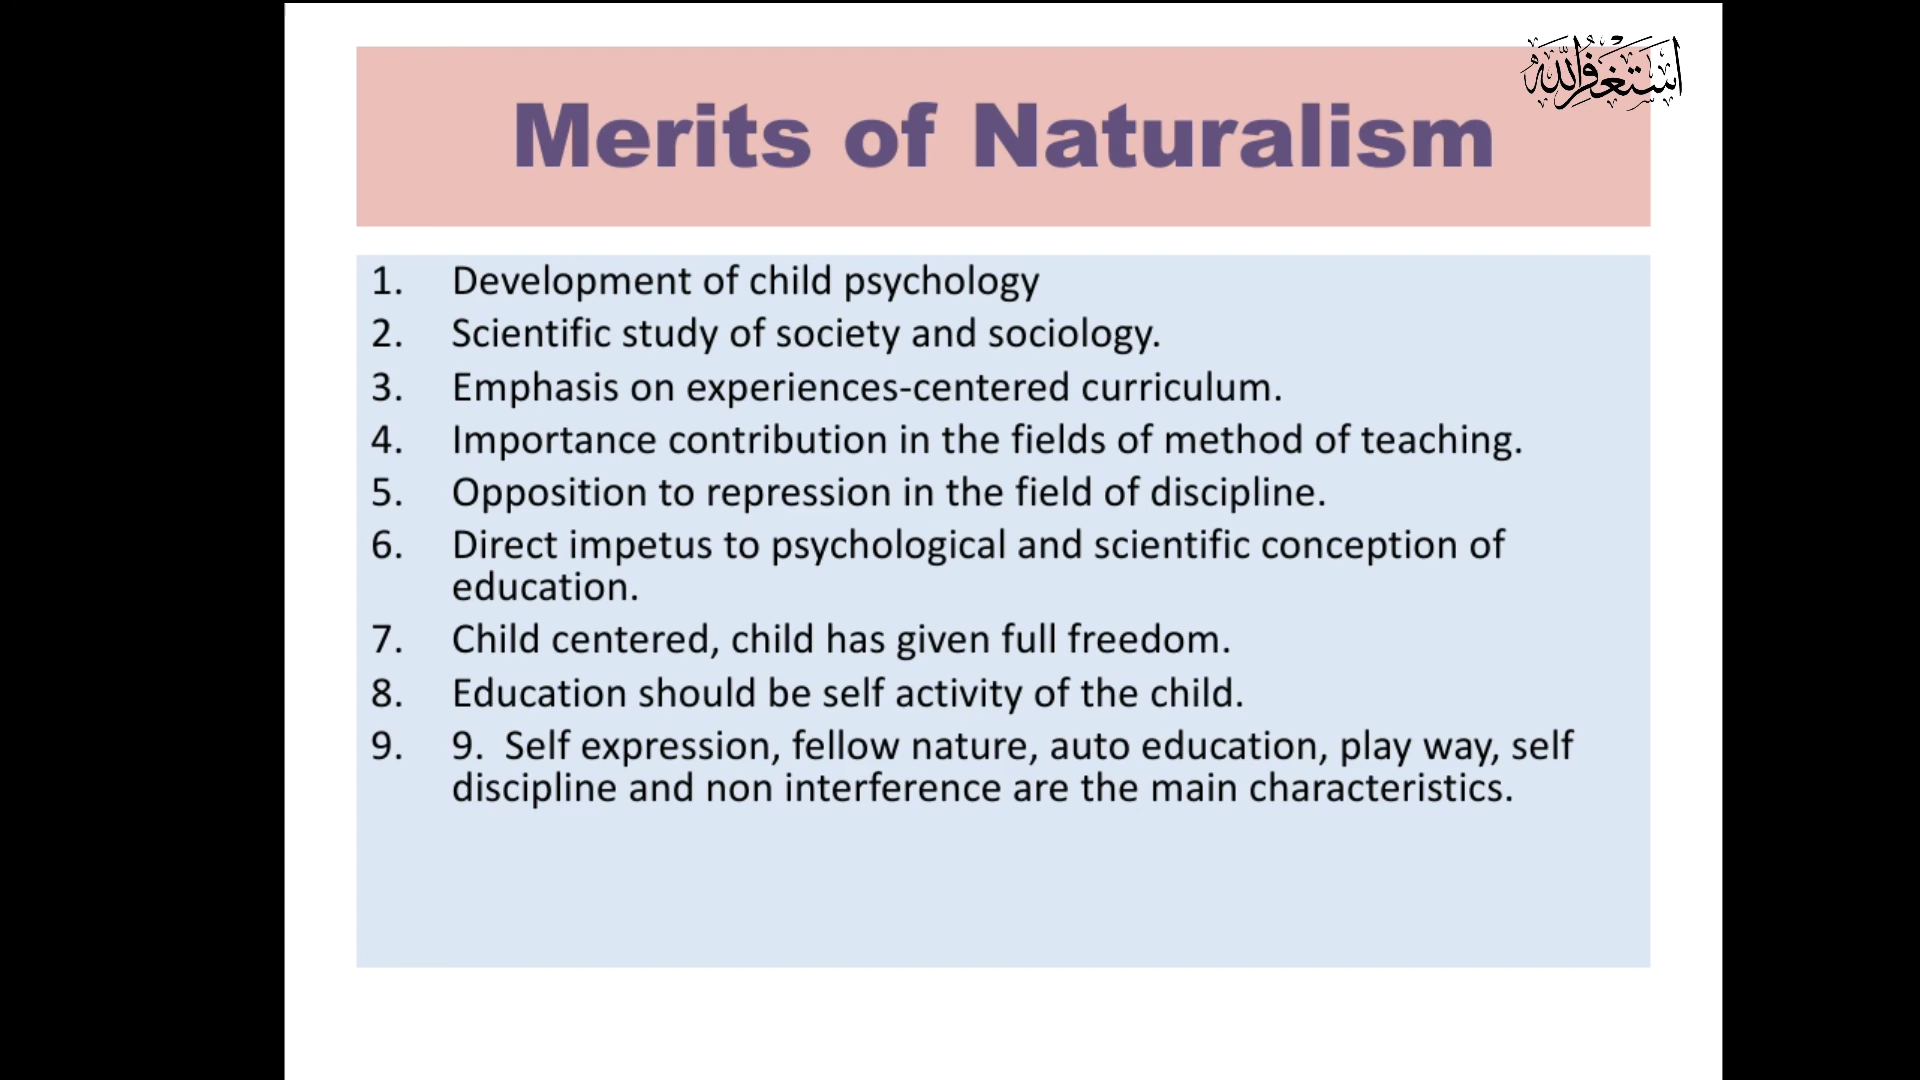 استغفرالله
Merits of Naturalism
1. Development of child psychology
2. Scientific study of society and sociology.
3. Emphasis on experiences-centered curriculum.
4. Importance contribution in the fields of method of teaching.
5. Opposition to repression in the field of discipline.
6. Direct impetus to psychological and scientific conception of
education.
7. Child centered, child has given full freedom.
8. Education should be self activity of the child.
9. 9. Self expression, fellow nature, auto education, play way, self
discipline and non interference are the main characteristics.